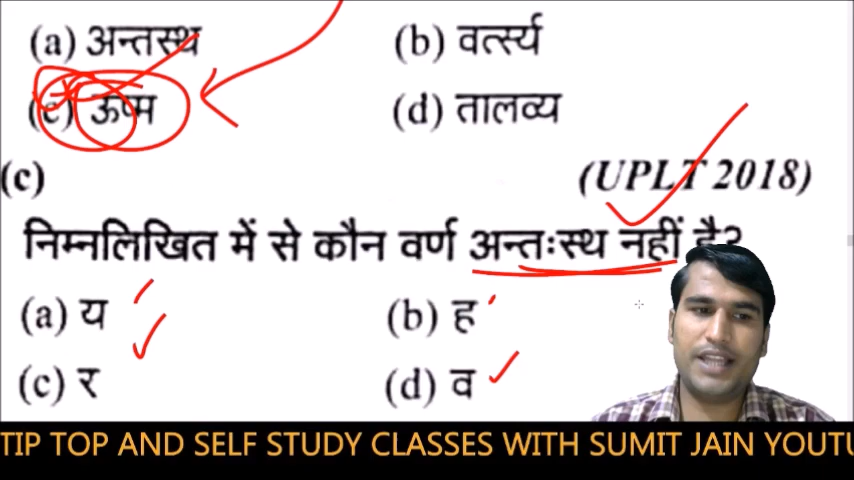 (a) अन्तस्थ (b) वर्त्स्य
(c) ऊष्म (d) तालव्य
(c) (UPLT 2018)
निम्नलिखित में से कौन वर्ण अन्तःस्थ नहीं है?
(a) य (b) ह
(c) र (d) व
TIP TOP AND SELF STUDY CLASSES WITH SUMIT JAIN YOUTU